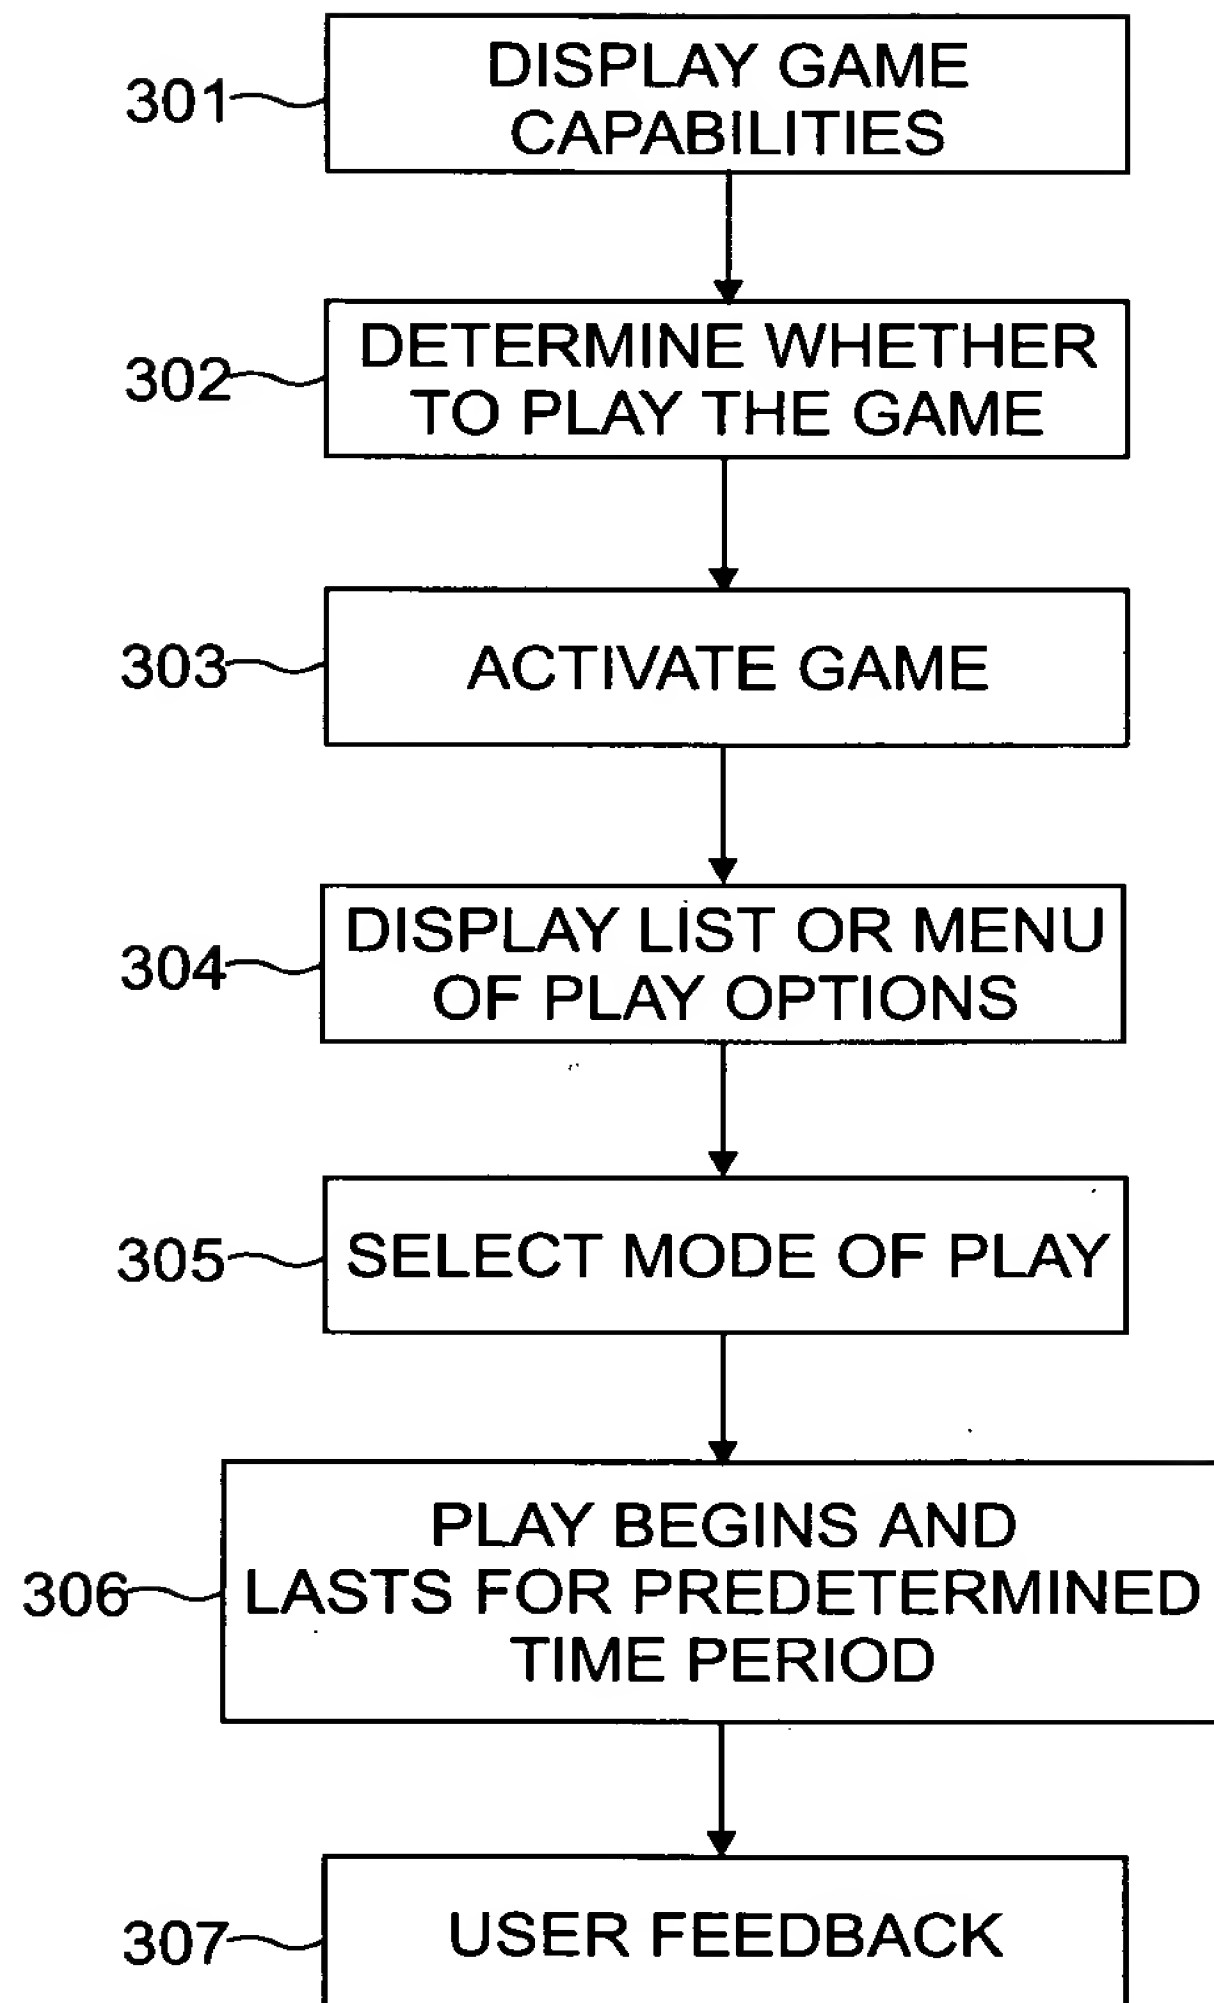 301
DISPLAY GAME
CAPABILITIES
302
DETERMINE WHETHER
TO PLAY THE GAME
303
ACTIVATE GAME
304
DISPLAY LIST OR MENU
OF PLAY OPTIONS
305
SELECT MODE OF PLAY
306
PLAY BEGINS AND
LASTS FOR PREDETERMINED
TIME PERIOD
307
USER FEEDBACK